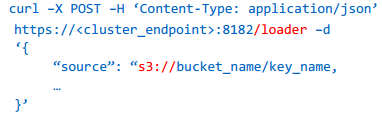 curl –X POST –H ‘Content-Type: application/json’
https://<cluster_endpoint>:8182/loader –d
‘{
“source”: “s3://bucket_name/key_name,
…
}’